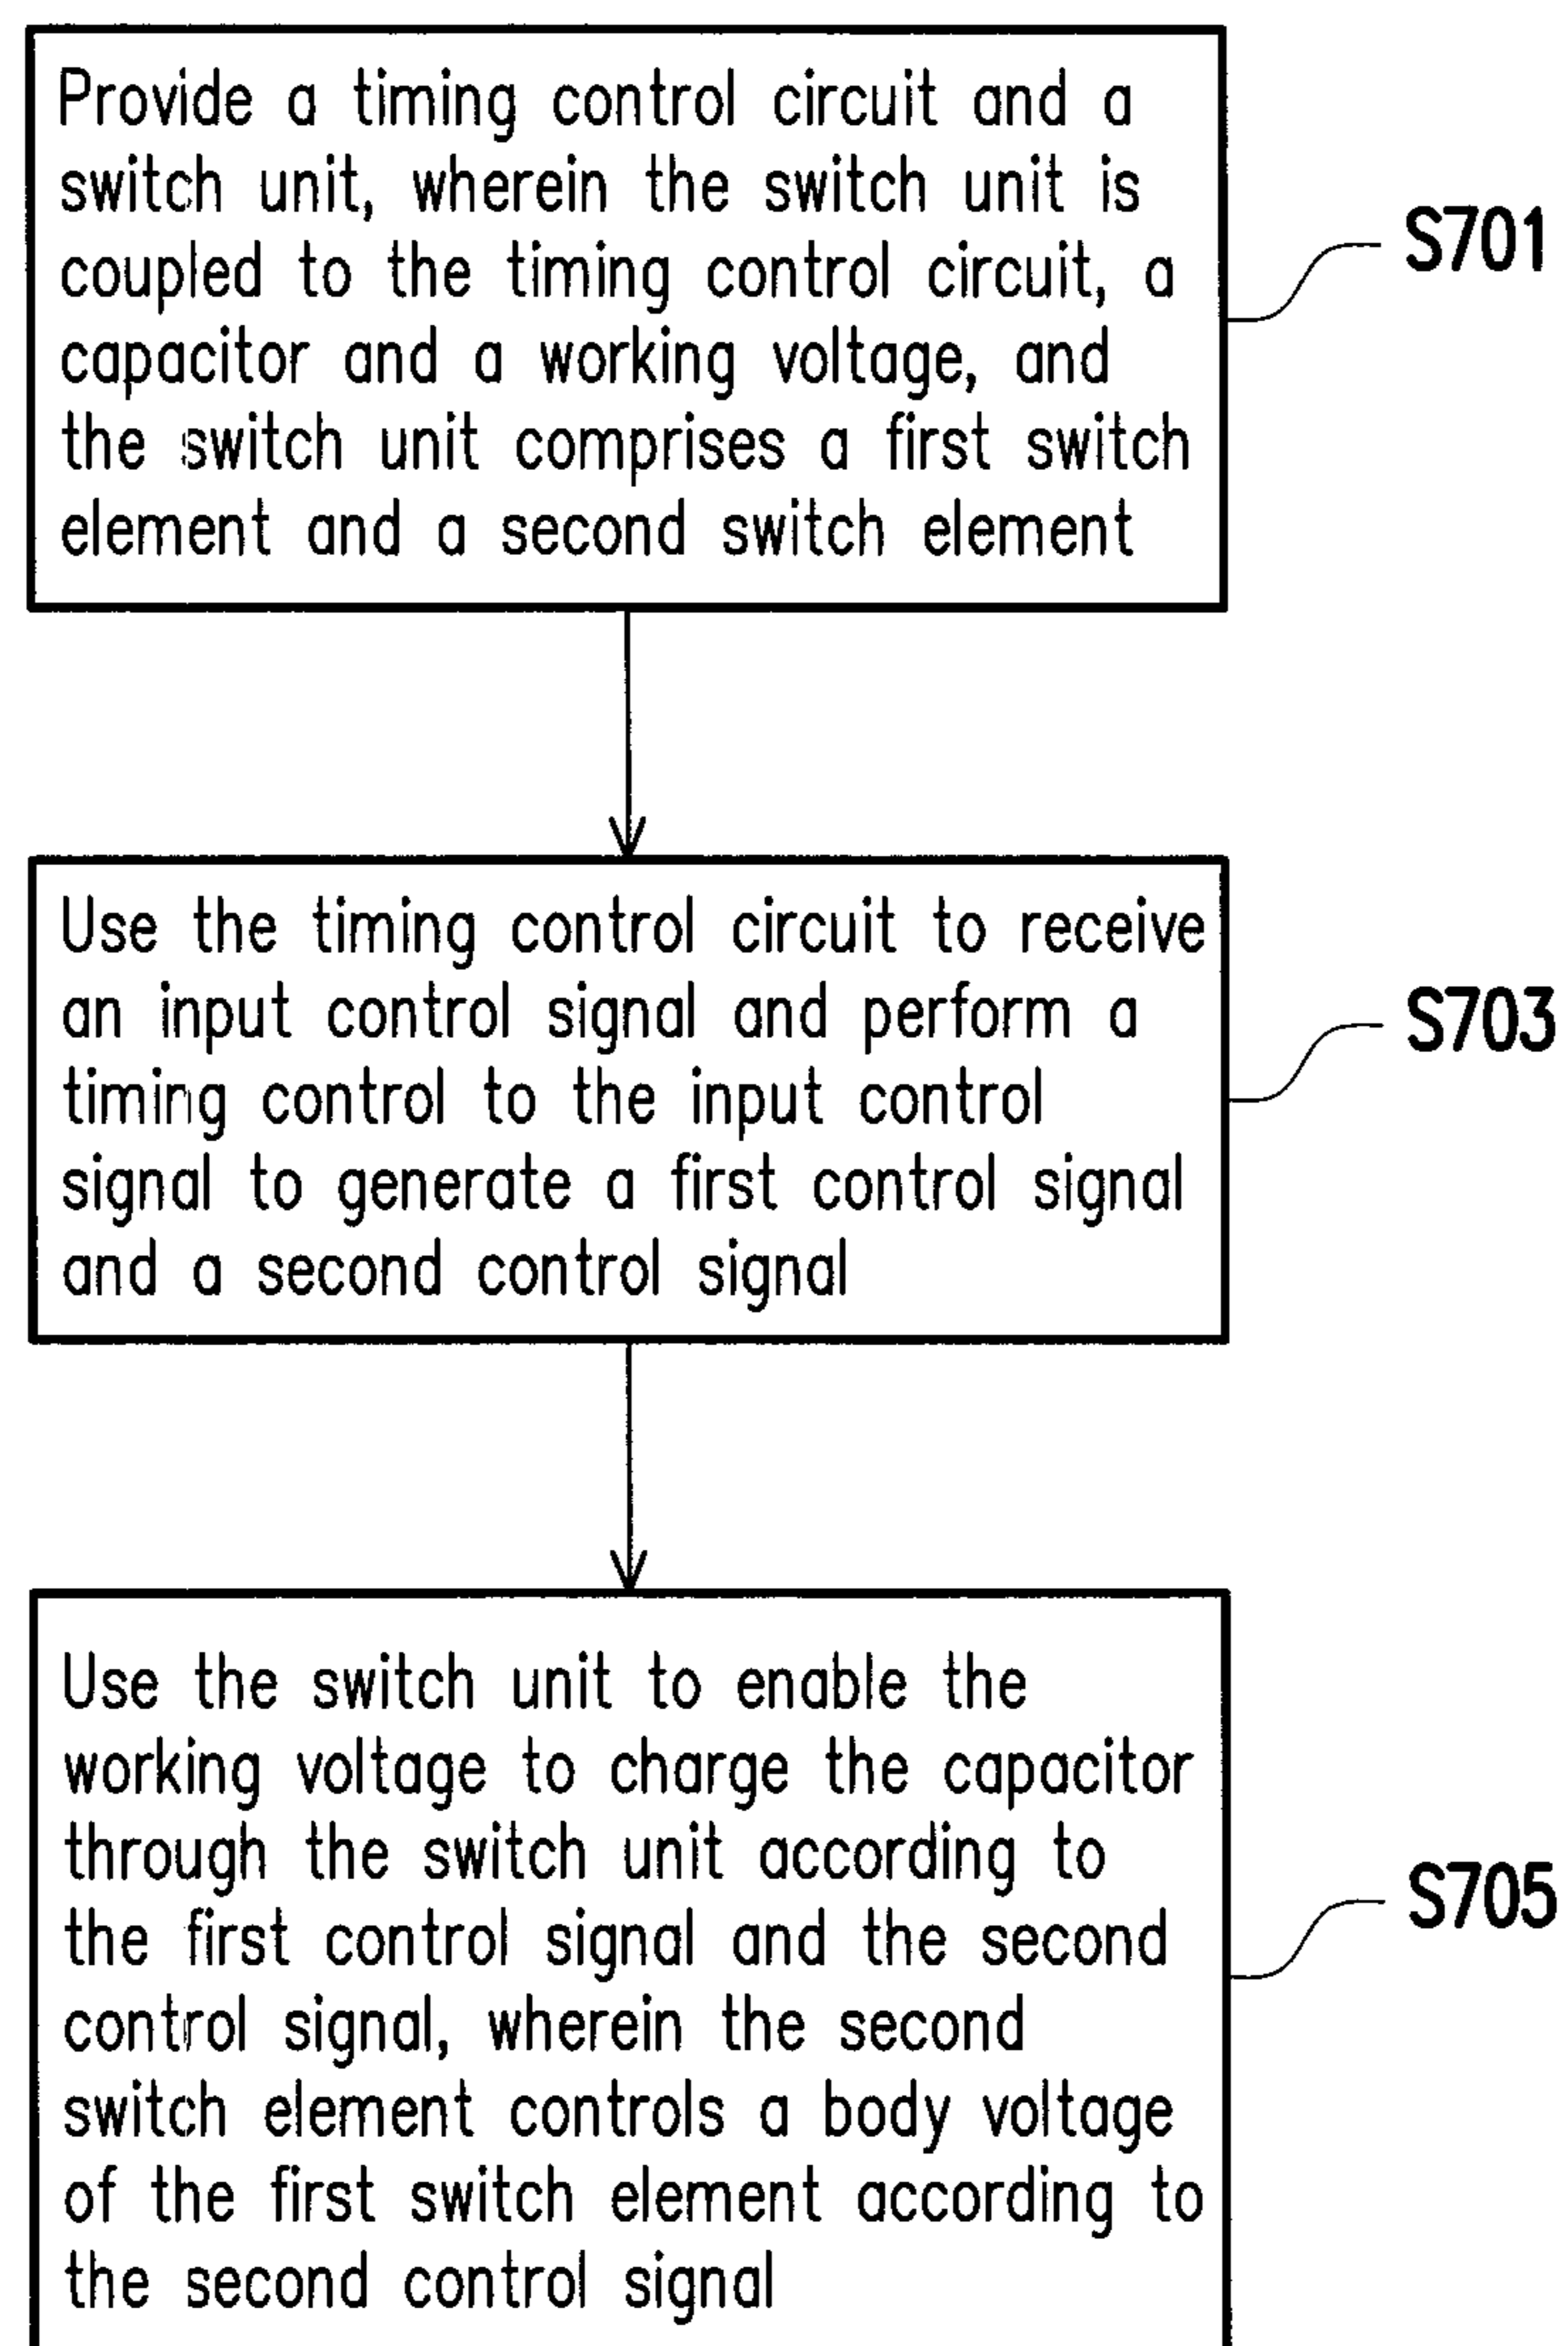 Provide a timing control circuit and a
switch unit, wherein the switch unit is
coupled to the timing control circuit, a
capacitor and a working voltage, and
the switch unit comprises a first switch
element and a second switch element
S701
Use the timing control circuit to receive
an input control signal and perform a
timing control to the input control
signal to generate a first control signal
and a second control signal
S703
Use the switch unit to enable the
working voltage to charge the capacitor
through the switch unit according to
the first control signal and the second
control signal, wherein the second
switch element controls a body voltage
of the first switch element according to
the second control signal
S705